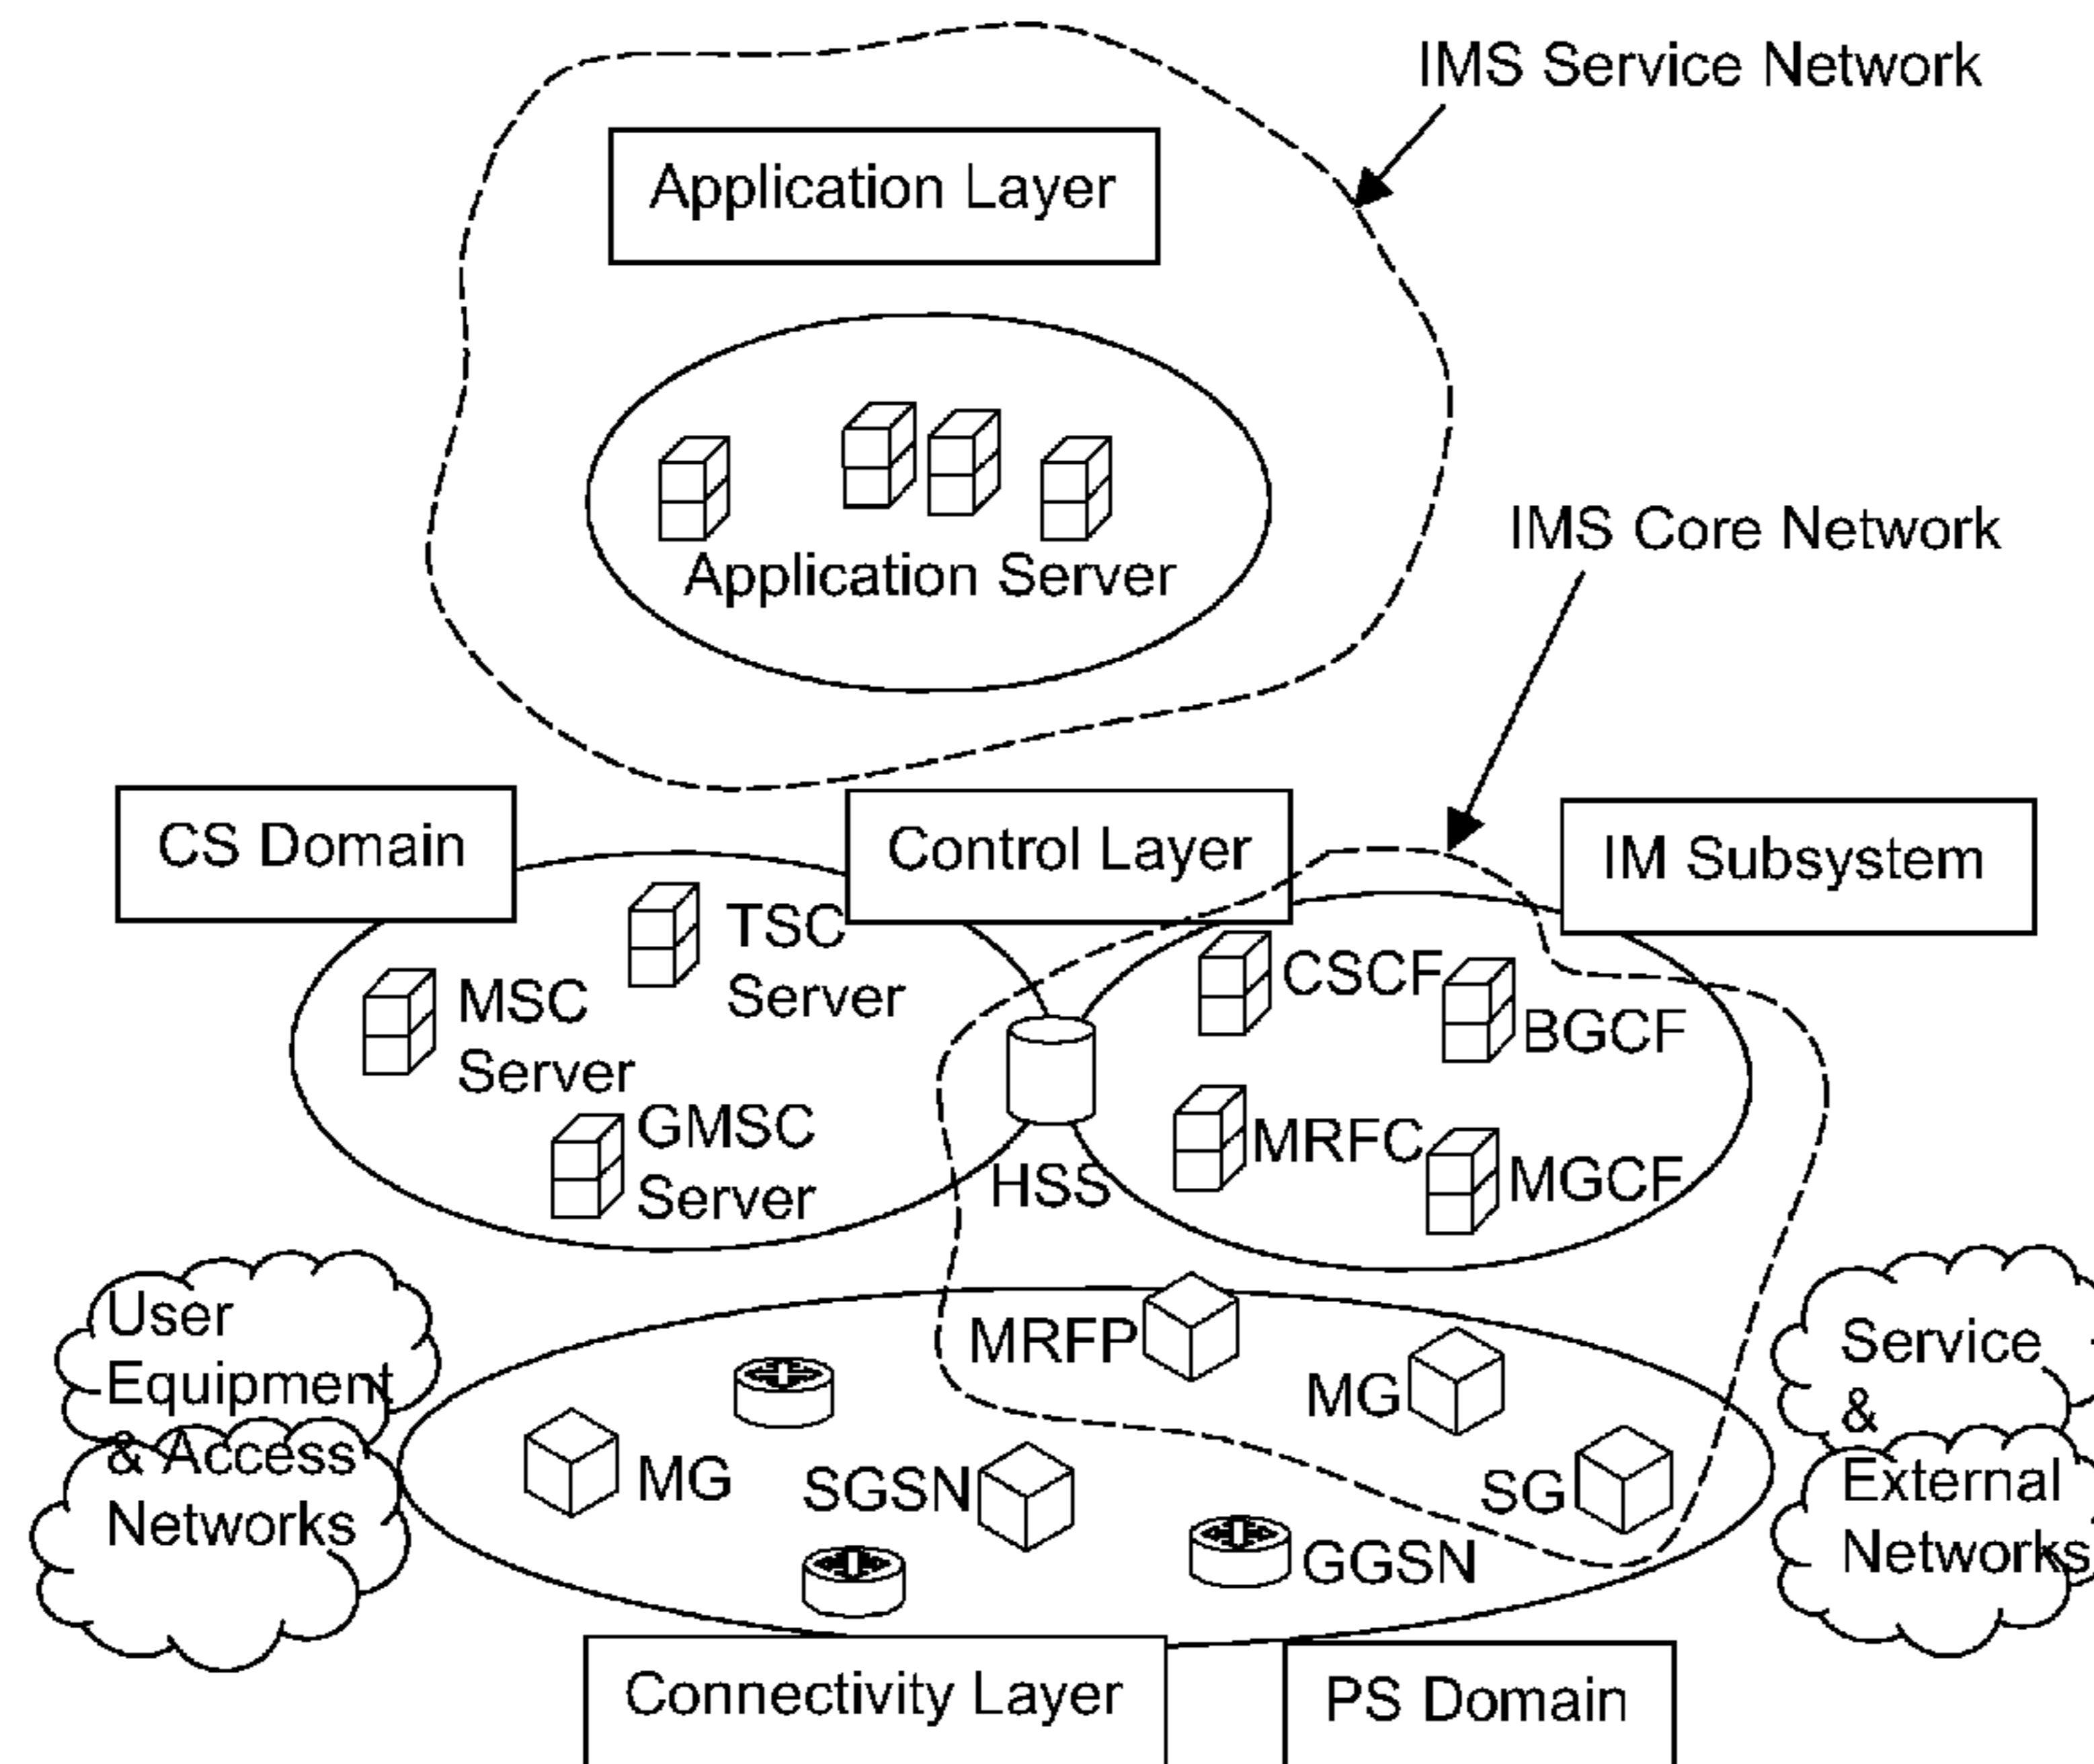 IMS Service Network
Application Layer
Application Server
IMS Core Network
CS Domain
Control Layer
IM Subsystem
TSC
Server
MSC
Server
GMSC
Server
HSS
CSCF
BGCF
MRFC
MGCF
User
Equipment
& Access
Networks
MRFP
MG
MG
SGSN
SG
GGSN
Service
&
External
Networks
Connectivity Layer
PS Domain